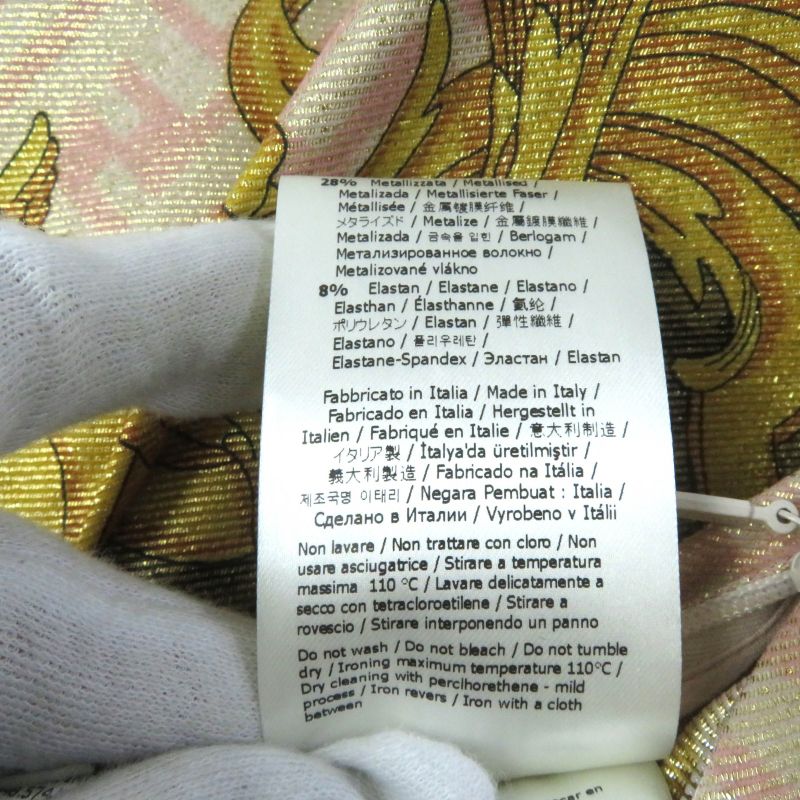 28% Metallizzata / Metallised /
Metalizada / Metallisierte Faser /
Métallisée / 金属镀膜纤维 /
メタライズド / Metalize / 金屬鍍膜纖維 /
Metalizada / 금속을 입힌 / Berlogam /
Метализированное волокно /
Metalizované vlákno
8% Elastan / Elastane / Elastano /
Elasthan / Élasthanne / 氨纶 /
ポリウレタン / Elastan / 彈性纖維 /
Elastano / 폴리우레탄 /
Elastane-Spandex / Эластан / Elastan
Fabbricato in Italia / Made in Italy /
Fabricado en Italia / Hergestellt in
Italien / Fabriqué en Italie / 意大利制造 /
イタリア製 / İtalya'da üretilmiştir /
義大利製造 / Fabricado na Itália /
제조국명 이태리 / Negara Pembuat : Italia /
Сделано в Италии / Vyrobeno v Itálii
Non lavare / Non trattare con cloro / Non
usare asciugatrice / Stirare a temperatura
massima 110 °C / Lavare delicatamente a
secco con tetracloroetilene / Stirare a
rovescio / Stirare interponendo un panno
Do not wash / Do not bleach / Do not tumble
dry / Ironing maximum temperature 110°C /
Dry cleaning with perclhorethene - mild
process / Iron revers / Iron with a cloth
between